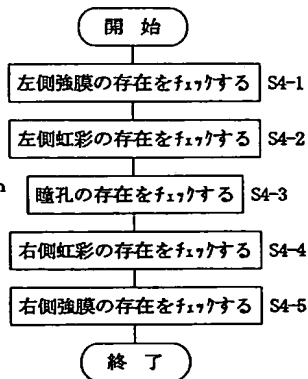 開 始
左側強膜の存在をﾁｪｯｸする S4-1
左側虹彩の存在をﾁｪｯｸする S4-2
瞳孔の存在をﾁｪｯｸする S4-3
右側虹彩の存在をﾁｪｯｸする S4-4
右側強膜の存在をﾁｪｯｸする S4-5
終 了